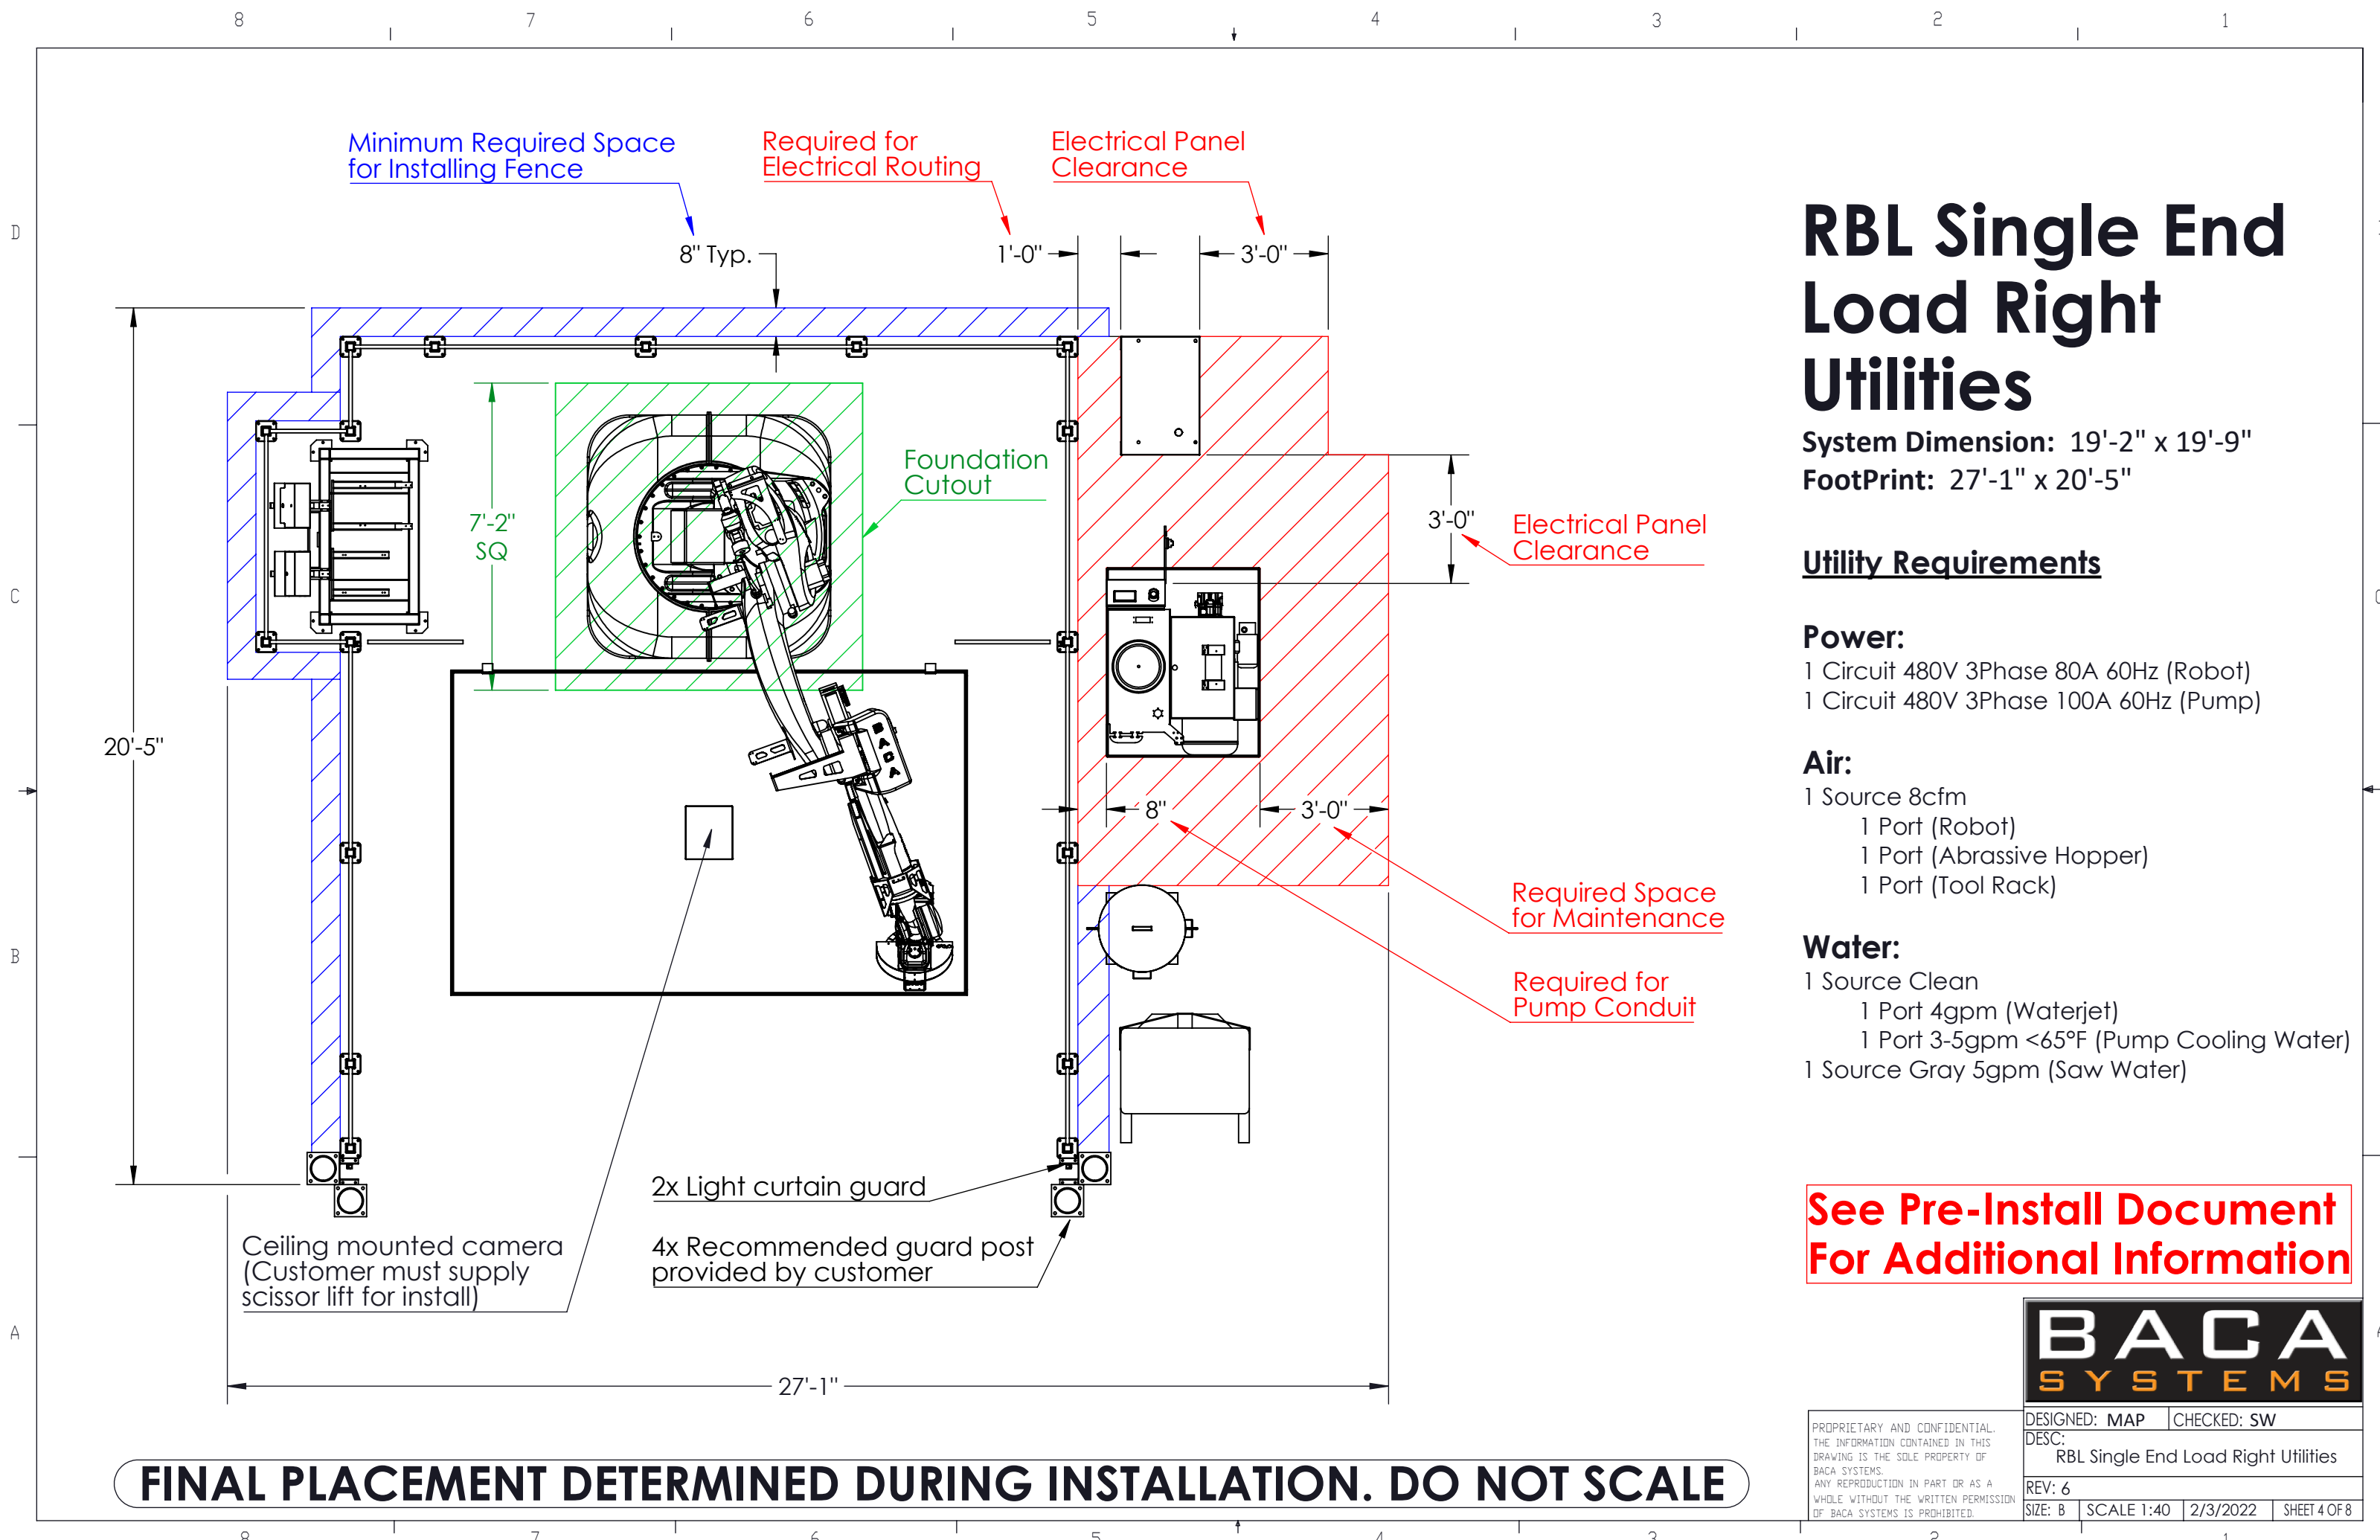 8 7 6 5 4 3 2 1
D
C
B
A
Minimum Required Space
for Installing Fence
Required for
Electrical Routing
Electrical Panel
Clearance
8" Typ.
1'-0"
3'-0"
7'-2"
SQ
Foundation
Cutout
3'-0"
Electrical Panel
Clearance
20'-5"
BACA
8"
3'-0"
Required Space
for Maintenance
Required for
Pump Conduit
2x Light curtain guard
4x Recommended guard post
provided by customer
Ceiling mounted camera
(Customer must supply
scissor lift for install)
27'-1"
FINAL PLACEMENT DETERMINED DURING INSTALLATION. DO NOT SCALE
RBL Single End
Load Right
Utilities
System Dimension: 19'-2" x 19'-9"
FootPrint: 27'-1" x 20'-5"
Utility Requirements
Power:
1 Circuit 480V 3Phase 80A 60Hz (Robot)
1 Circuit 480V 3Phase 100A 60Hz (Pump)
Air:
1 Source 8cfm
1 Port (Robot)
1 Port (Abrassive Hopper)
1 Port (Tool Rack)
Water:
1 Source Clean
1 Port 4gpm (Waterjet)
1 Port 3-5gpm <65°F (Pump Cooling Water)
1 Source Gray 5gpm (Saw Water)
See Pre-Install Document
For Additional Information
BACA
SYSTEMS
PROPRIETARY AND CONFIDENTIAL.
THE INFORMATION CONTAINED IN THIS
DRAWING IS THE SOLE PROPERTY OF
BACA SYSTEMS.
ANY REPRODUCTION IN PART OR AS A
WHOLE WITHOUT THE WRITTEN PERMISSION
OF BACA SYSTEMS IS PROHIBITED.
DESIGNED: MAP CHECKED: SW
DESC:
RBL Single End Load Right Utilities
REV: 6
SIZE: B SCALE 1:40 2/3/2022 SHEET 4 OF 8
8 7 6 5 4 3 2 1